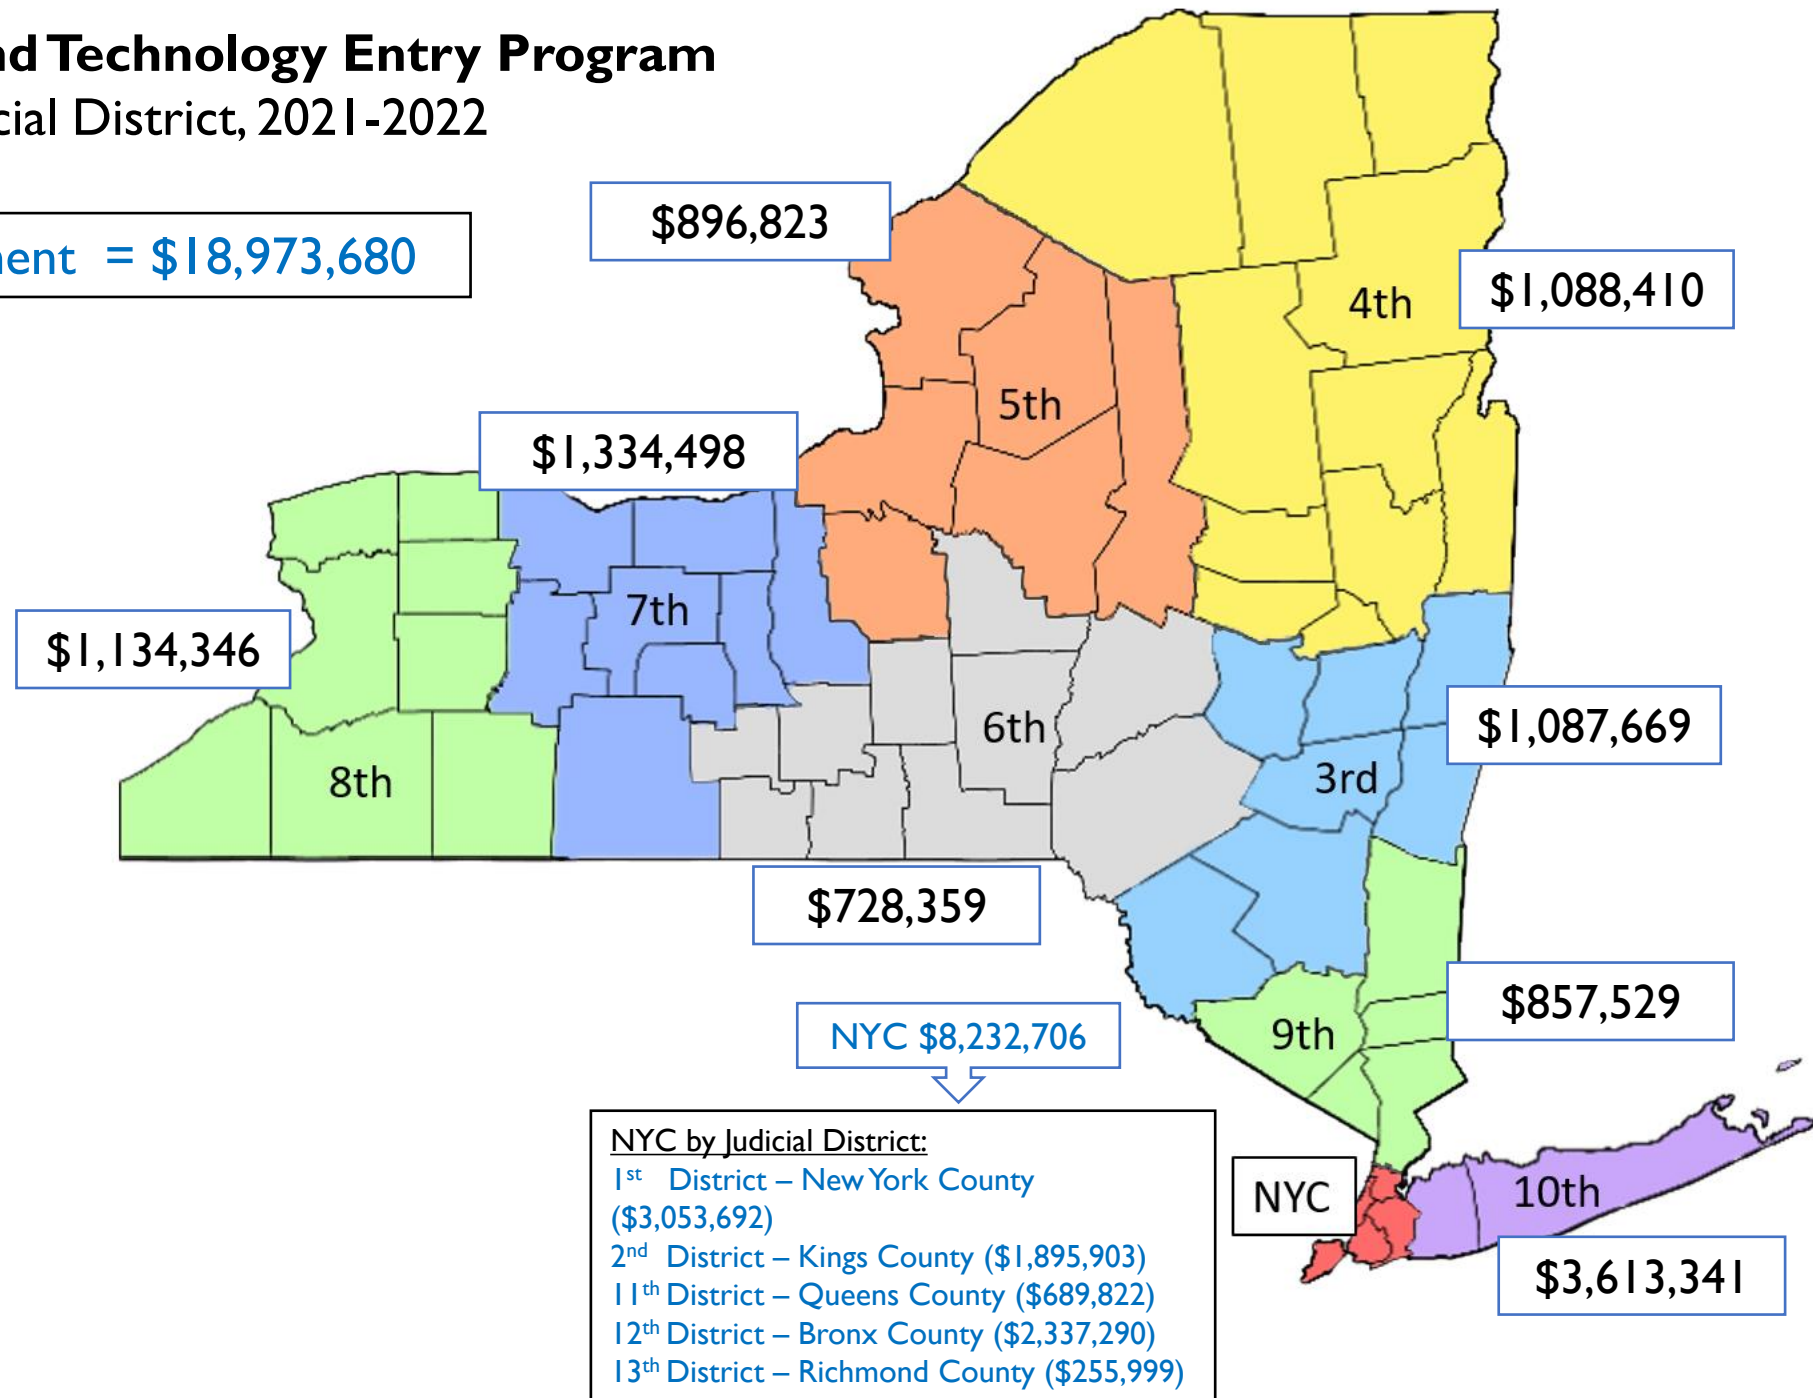 nd Technology Entry Program
cial District, 2021-2022
ment = $18,973,680
$896,823
4th
$1,088,410
5th
$1,334,498
7th
$1,134,346
6th
$1,087,669
3rd
8th
$728,359
$857,529
9th
NYC $8,232,706
NYC by Judicial District:
1st District – New York County
($3,053,692)
2nd District – Kings County ($1,895,903)
11th District – Queens County ($689,822)
12th District – Bronx County ($2,337,290)
13th District – Richmond County ($255,999)
NYC
10th
$3,613,341